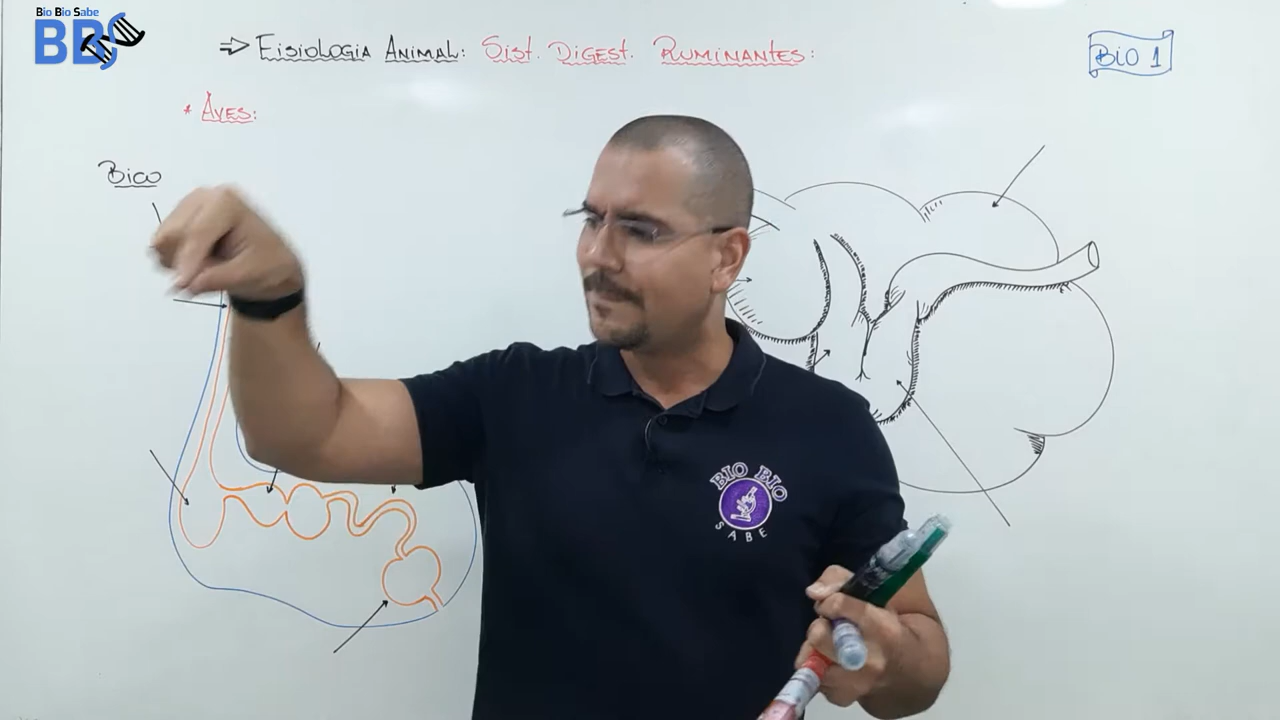 Bio Bio Sabe
BBS
⇒ Fisiologia Animal: Sist. Digest. Ruminantes:
BIO 1
* Aves:
Bico
BIO BIO
SABE